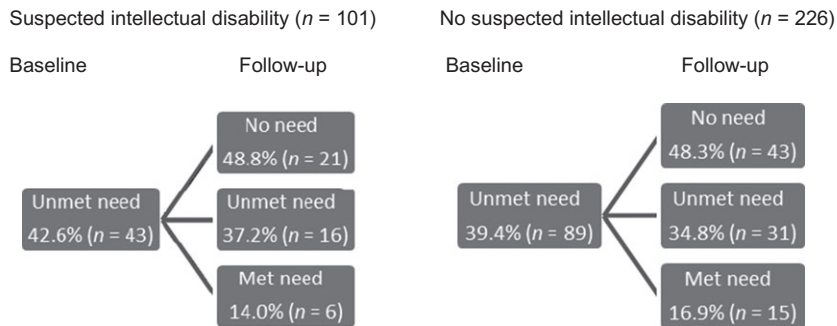 Suspected intellectual disability (n = 101)
No suspected intellectual disability (n = 226)
Baseline
Follow-up
Baseline
Follow-up
Unmet need
42.6% (n = 43)
No need
48.8% (n = 21)
Unmet need
37.2% (n = 16)
Met need
14.0% (n = 6)
Unmet need
39.4% (n = 89)
No need
48.3% (n = 43)
Unmet need
34.8% (n = 31)
Met need
16.9% (n = 15)